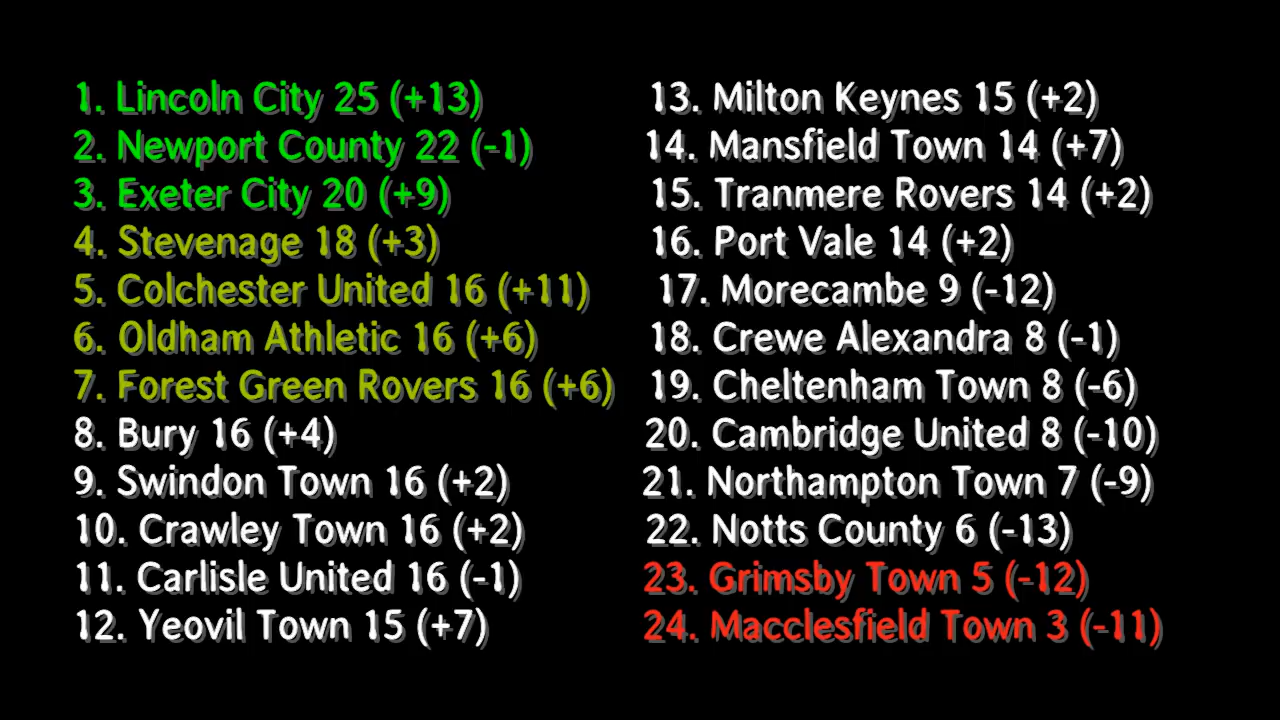 1. Lincoln City 25 (+13)
2. Newport County 22 (-1)
3. Exeter City 20 (+9)
4. Stevenage 18 (+3)
5. Colchester United 16 (+11)
6. Oldham Athletic 16 (+6)
7. Forest Green Rovers 16 (+6)
8. Bury 16 (+4)
9. Swindon Town 16 (+2)
10. Crawley Town 16 (+2)
11. Carlisle United 16 (-1)
12. Yeovil Town 15 (+7)
13. Milton Keynes 15 (+2)
14. Mansfield Town 14 (+7)
15. Tranmere Rovers 14 (+2)
16. Port Vale 14 (+2)
17. Morecambe 9 (-12)
18. Crewe Alexandra 8 (-1)
19. Cheltenham Town 8 (-6)
20. Cambridge United 8 (-10)
21. Northampton Town 7 (-9)
22. Notts County 6 (-13)
23. Grimsby Town 5 (-12)
24. Macclesfield Town 3 (-11)